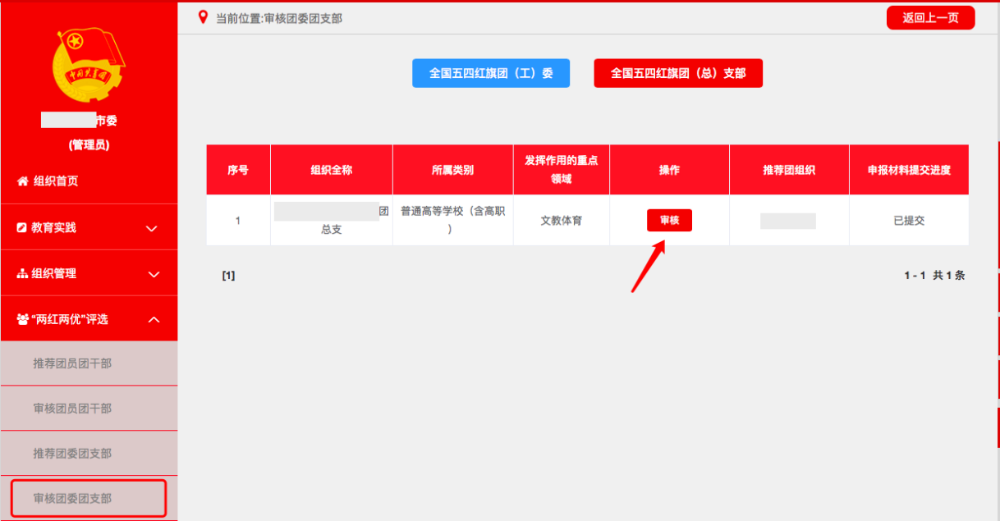 当前位置:审核团委团支部
返回上一页
中国共青团
市委
(管理员)
组织首页
教育实践
组织管理
“两红两优”评选
推荐团员团干部
审核团员团干部
推荐团委团支部
审核团委团支部
全国五四红旗团（工）委
全国五四红旗团（总）支部
序号
组织全称
所属类别
发挥作用的重点
领域
操作
推荐团组织
申报材料提交进度
1
团
总支
普通高等学校（含高职
）
文教体育
审核
已提交
[1]
1 - 1 共 1 条